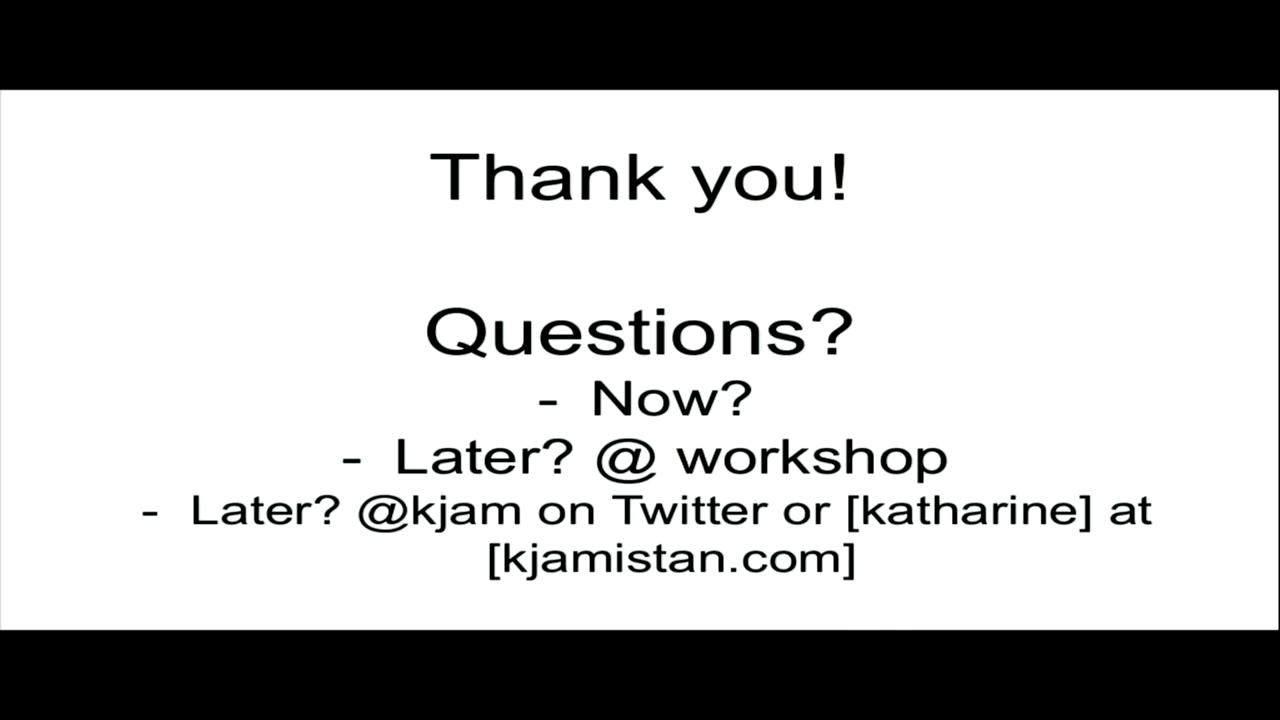 Thank you!
Questions?
- Now?
- Later? @ workshop
- Later? @kjam on Twitter or [katharine] at
[kjamistan.com]